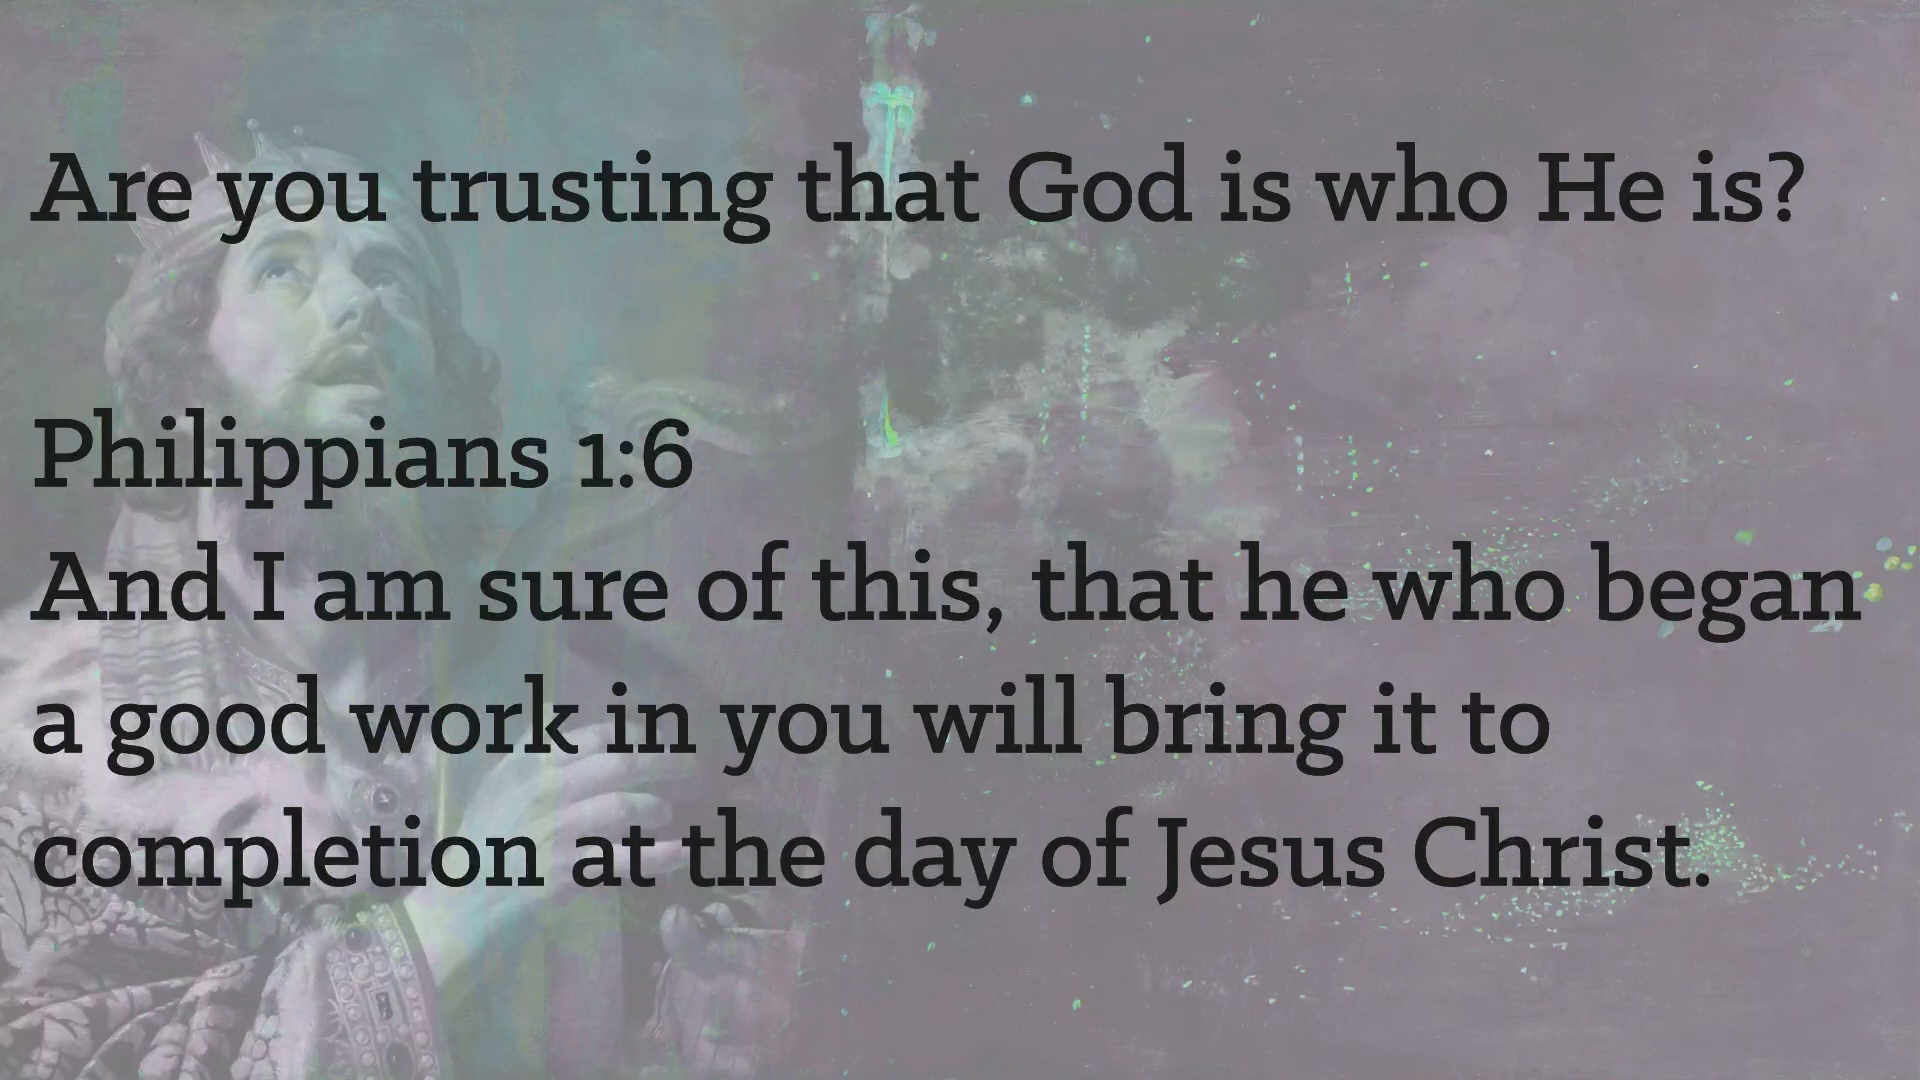 Are you trusting that God is who He is?
Philippians 1:6
And I am sure of this, that he who began
a good work in you will bring it to
completion at the day of Jesus Christ.